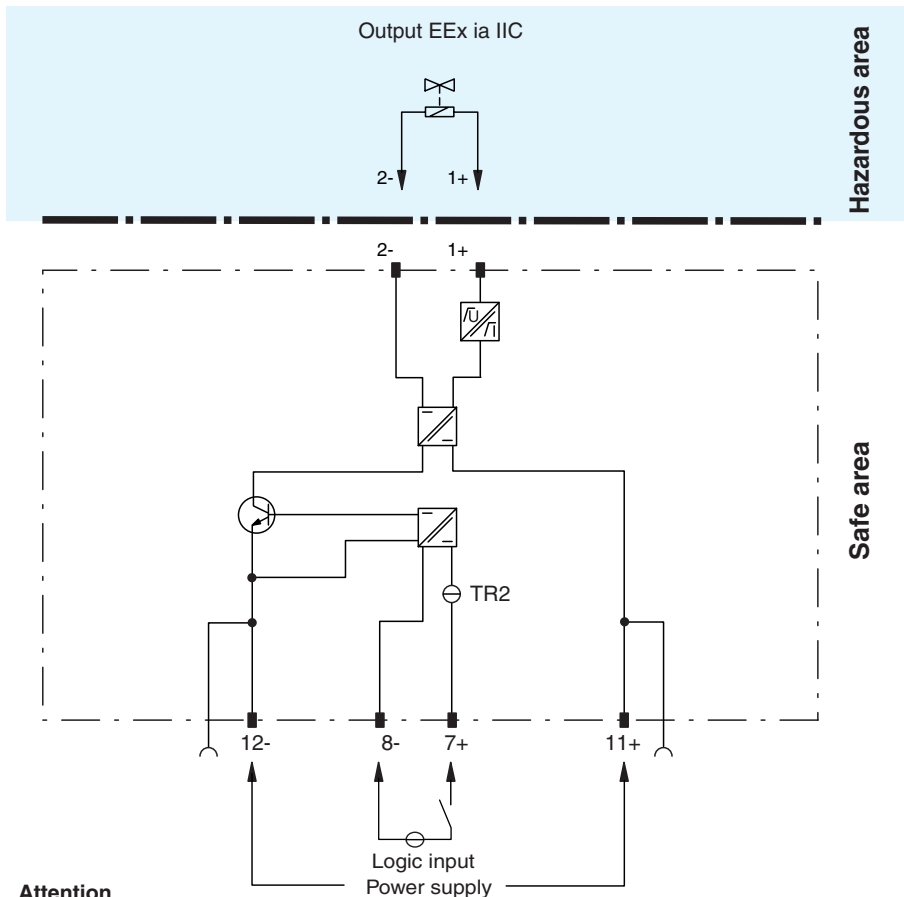 Output EEx ia IIC
Hazardous area
2- 1+
2- 1+
U
I
Safe area
TR2
12- 8- 7+ 11+
Logic input
Power supply
Attention